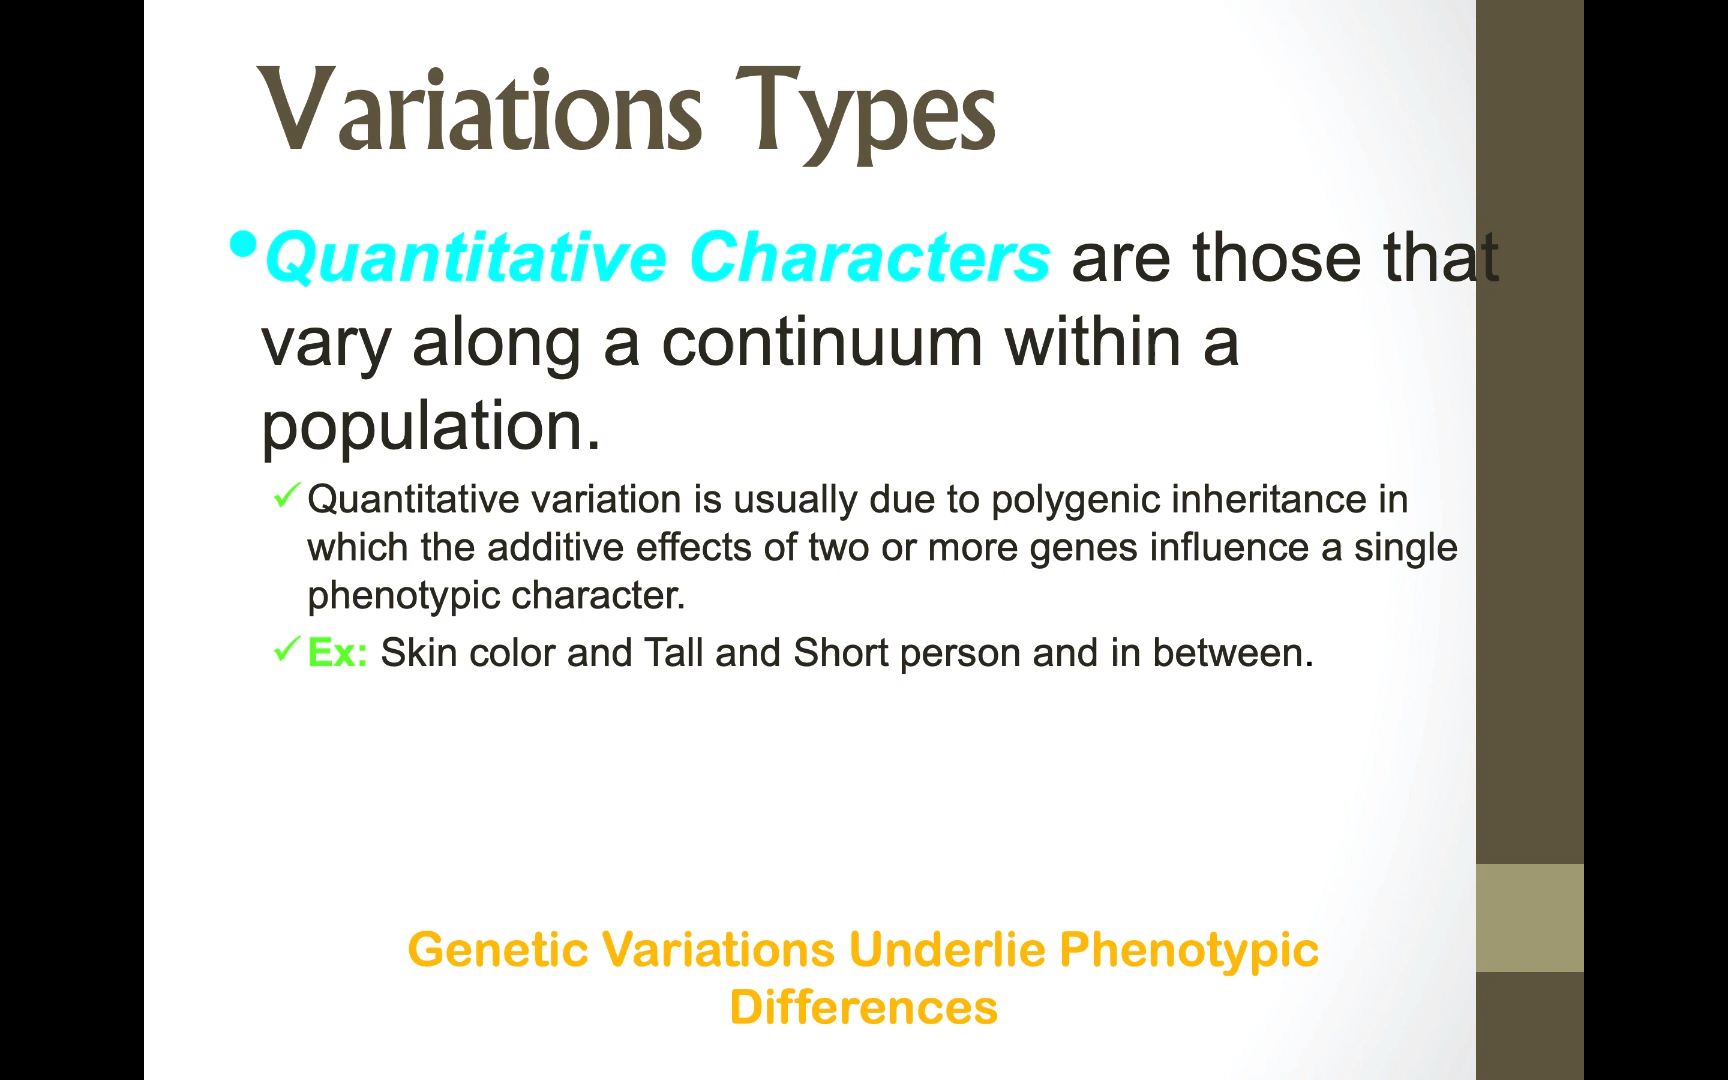 Variations Types
•Quantitative Characters are those that
vary along a continuum within a
population.
✓Quantitative variation is usually due to polygenic inheritance in
which the additive effects of two or more genes influence a single
phenotypic character.
✓Ex: Skin color and Tall and Short person and in between.
Genetic Variations Underlie Phenotypic
Differences